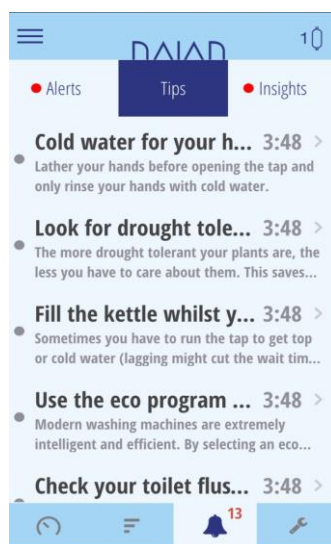 NAIAD
1
Alerts
Tips
Insights
Cold water for your h... 3:48
Lather your hands before opening the tap and
only rinse your hands with cold water.
Look for drought tole... 3:48
The more drought tolerant your plants are, the
less you have to care about them. This saves...
Fill the kettle whilst y... 3:48
Sometimes you have to run the tap to get top
or cold water (lagging might cut the wait tim...
Use the eco program ... 3:48
Modern washing machines are extremely
intelligent and efficient. By selecting an eco...
Check your toilet flus... 3:48
13